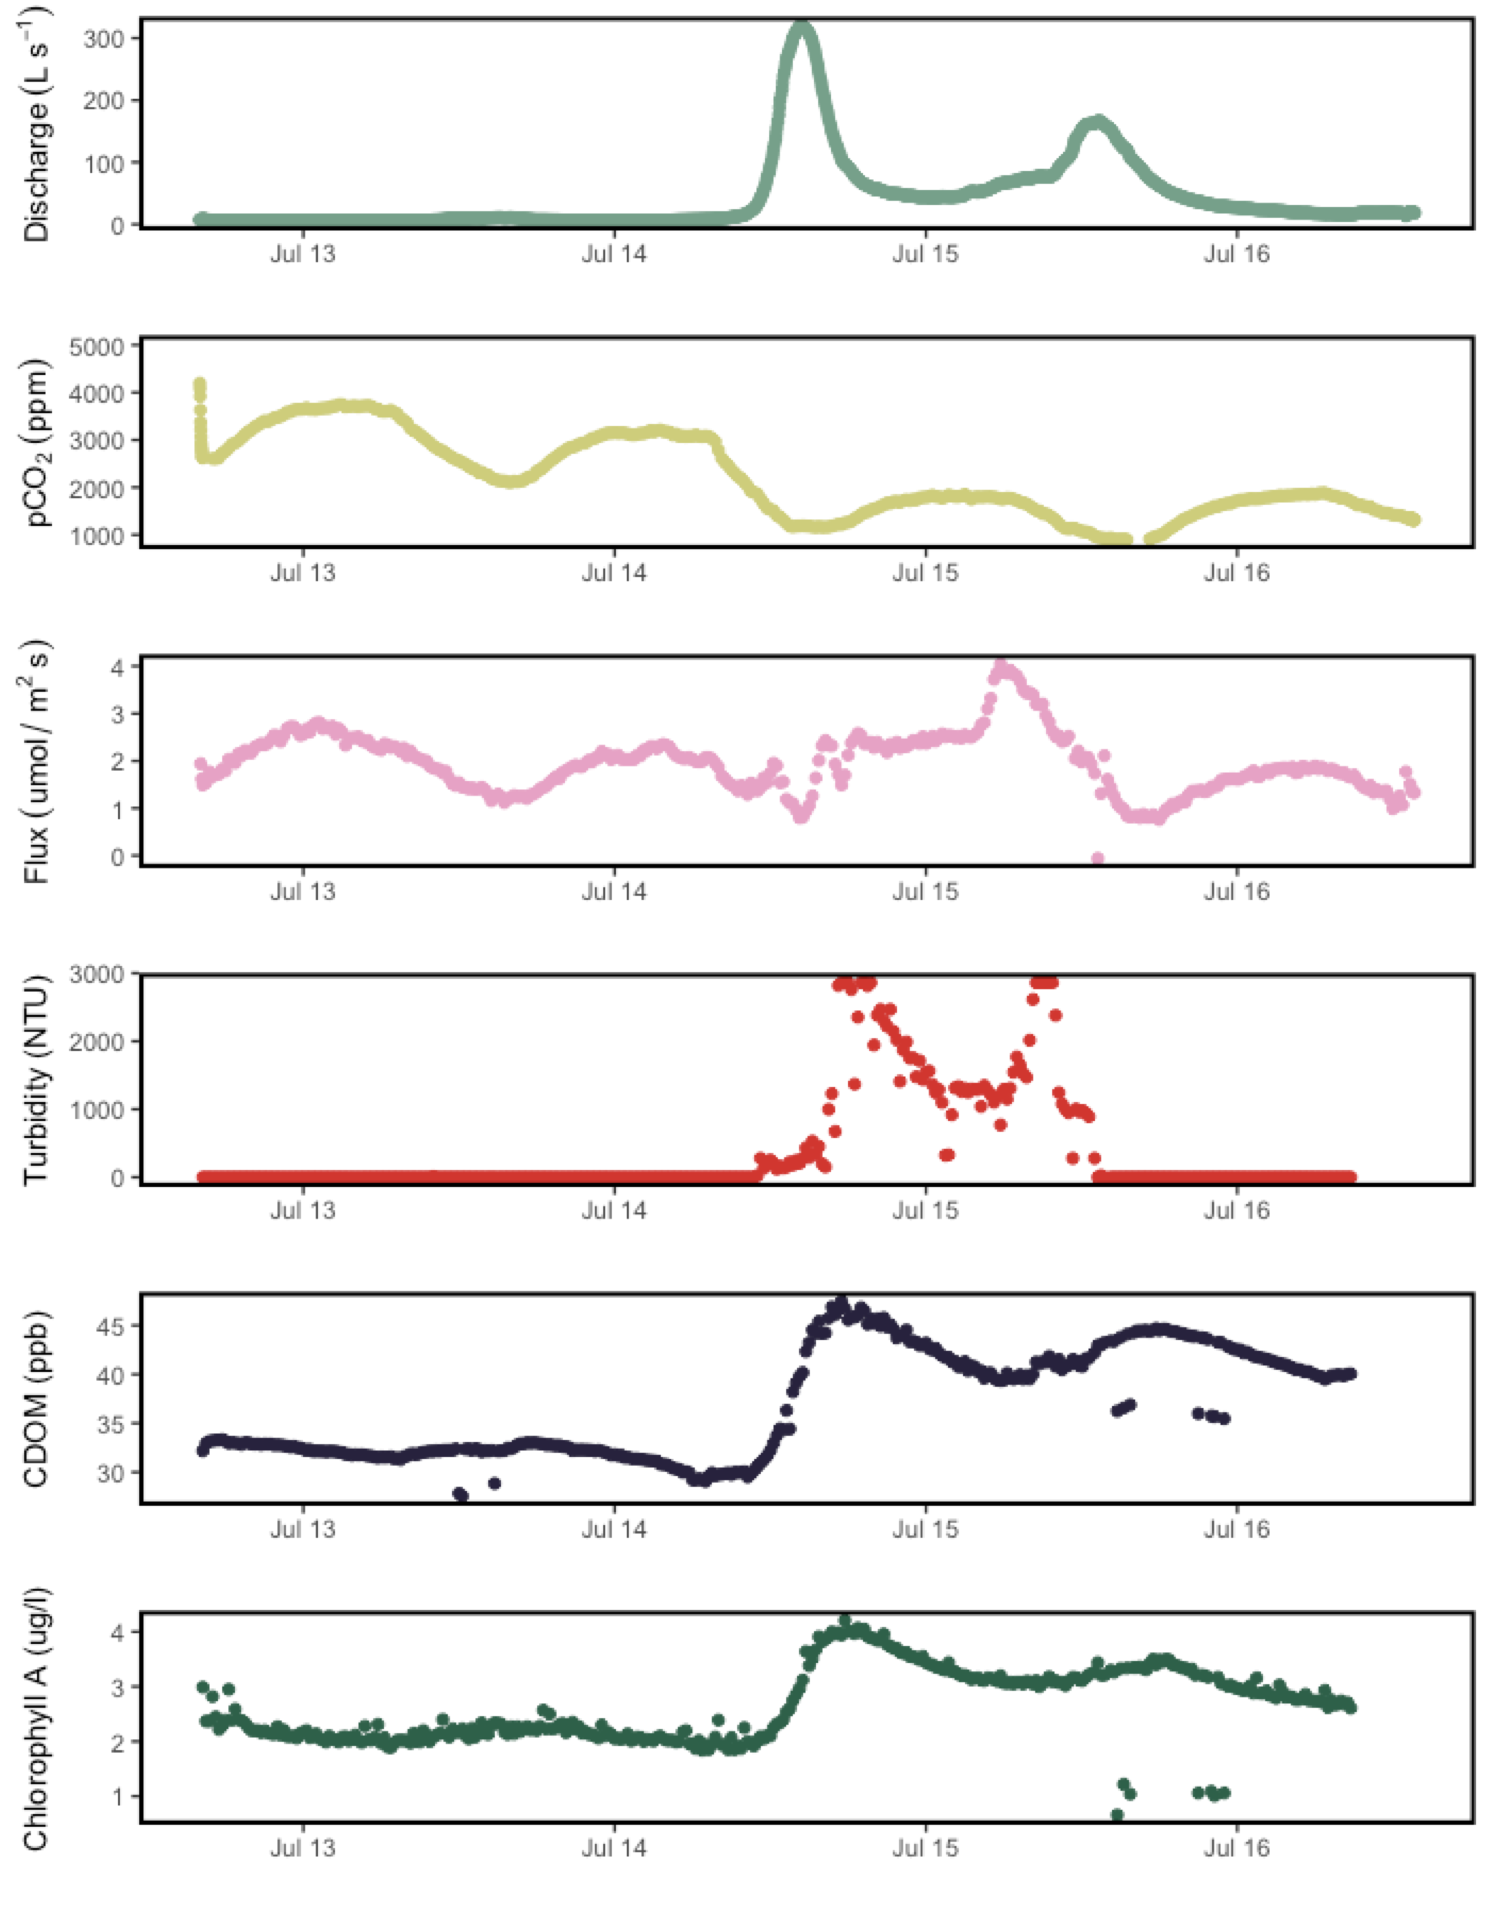 Discharge (L s⁻¹)
300
200
100
0
Jul 13 Jul 14 Jul 15 Jul 16
pCO₂ (ppm)
5000
4000
3000
2000
1000
Jul 13 Jul 14 Jul 15 Jul 16
Flux (umol / m² s)
4
3
2
1
0
Jul 13 Jul 14 Jul 15 Jul 16
Turbidity (NTU)
3000
2000
1000
0
Jul 13 Jul 14 Jul 15 Jul 16
CDOM (ppb)
45
40
35
30
Jul 13 Jul 14 Jul 15 Jul 16
Chlorophyll A (ug/l)
4
3
2
1
Jul 13 Jul 14 Jul 15 Jul 16